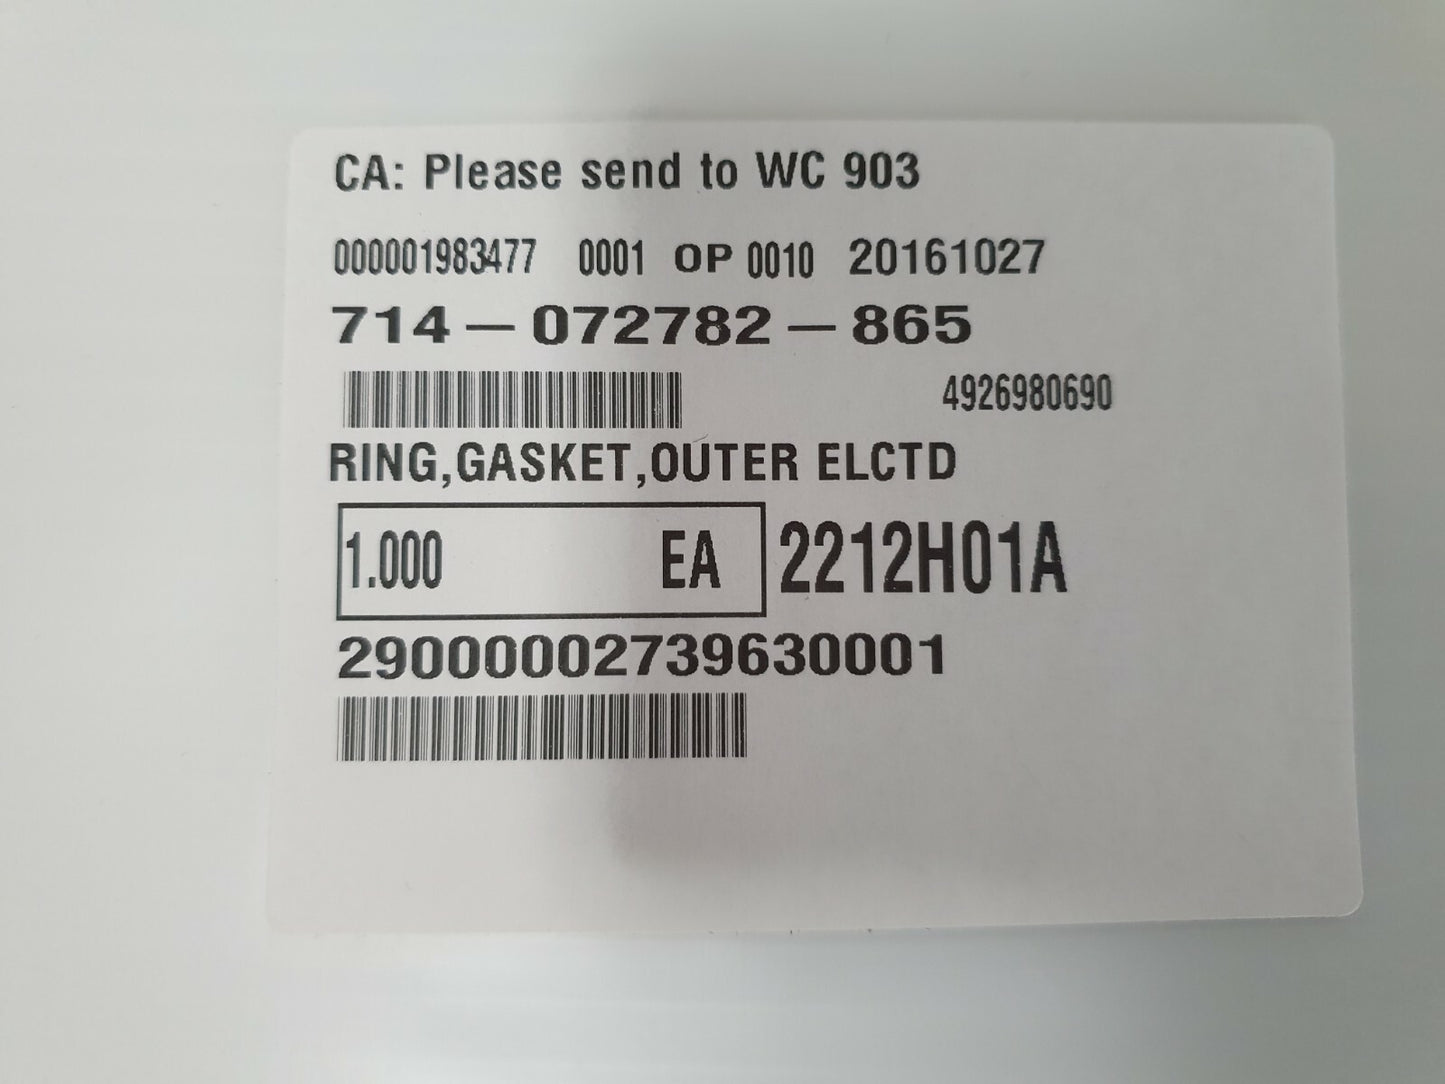 CA: Please send to WC 903
000001983477 0001 OP 0010 20161027
714-072782-865
4926980690
RING,GASKET,OUTER ELCTD
1.000 EA 2212H01A
29000002739630001